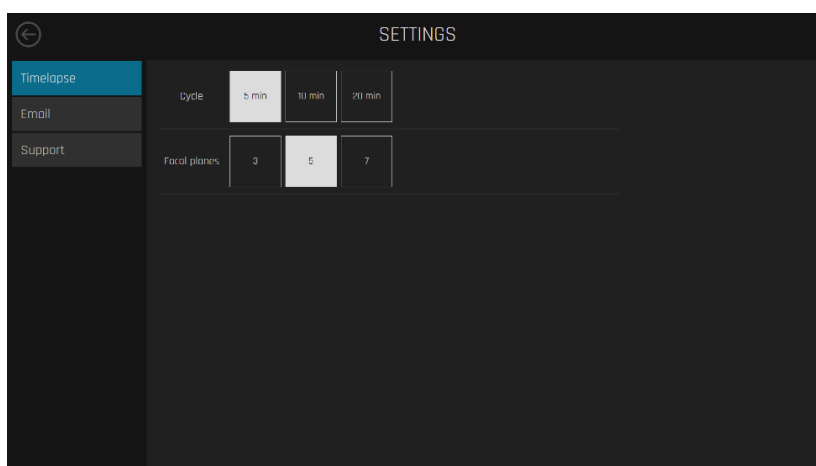 SETTINGS
Timelapse
Email
Support
Cycle 5 min 10 min 20 min
Focal planes 3 5 7